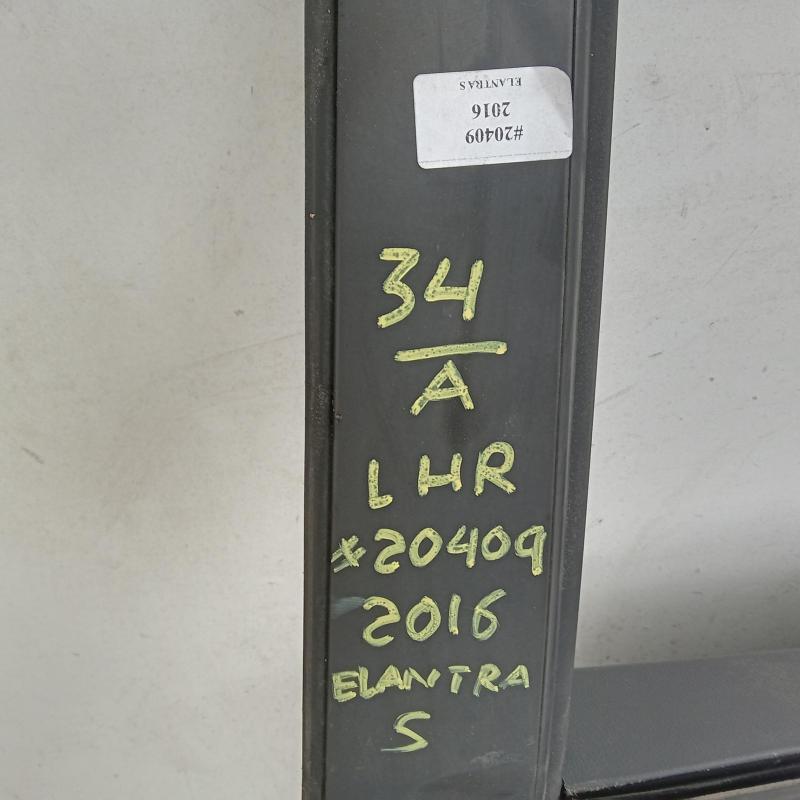 #20409
2016
ELANTRA S
34
A
LHR
#20409
2016
ELANTRA
S